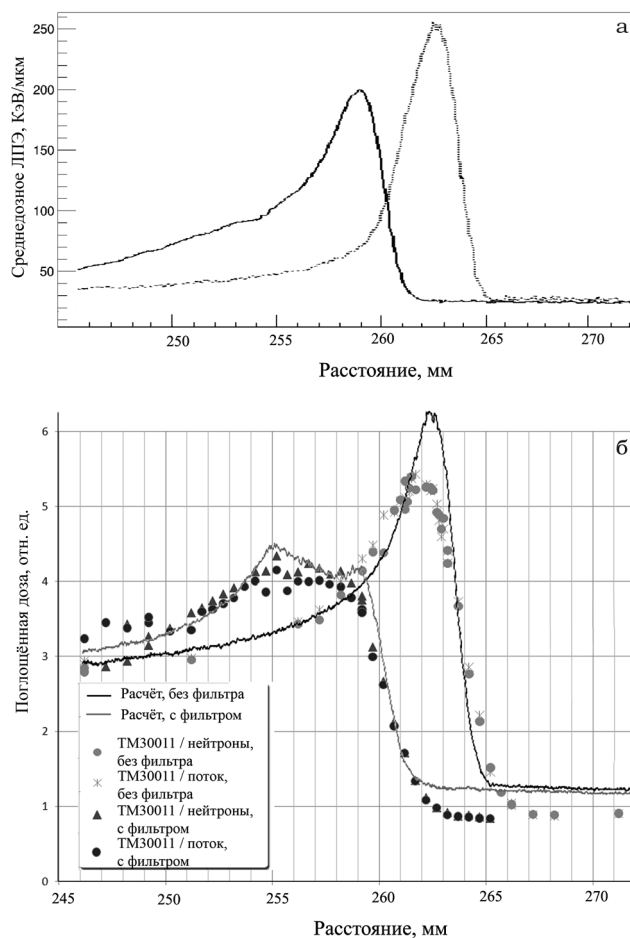 а
Среднедозное ЛПЭ, КэВ/мкм
250
200
150
100
50
250
255
260
265
270
Расстояние, мм
б
Поглощённая доза, отн. ед.
6
5
4
3
2
1
0
Расчёт, без фильтра
Расчёт, с фильтром
ТМ30011 / нейтроны,
без фильтра
ТМ30011 / поток,
без фильтра
ТМ30011 / нейтроны,
с фильтром
ТМ30011 / поток,
с фильтром
245
250
255
260
265
270
Расстояние, мм